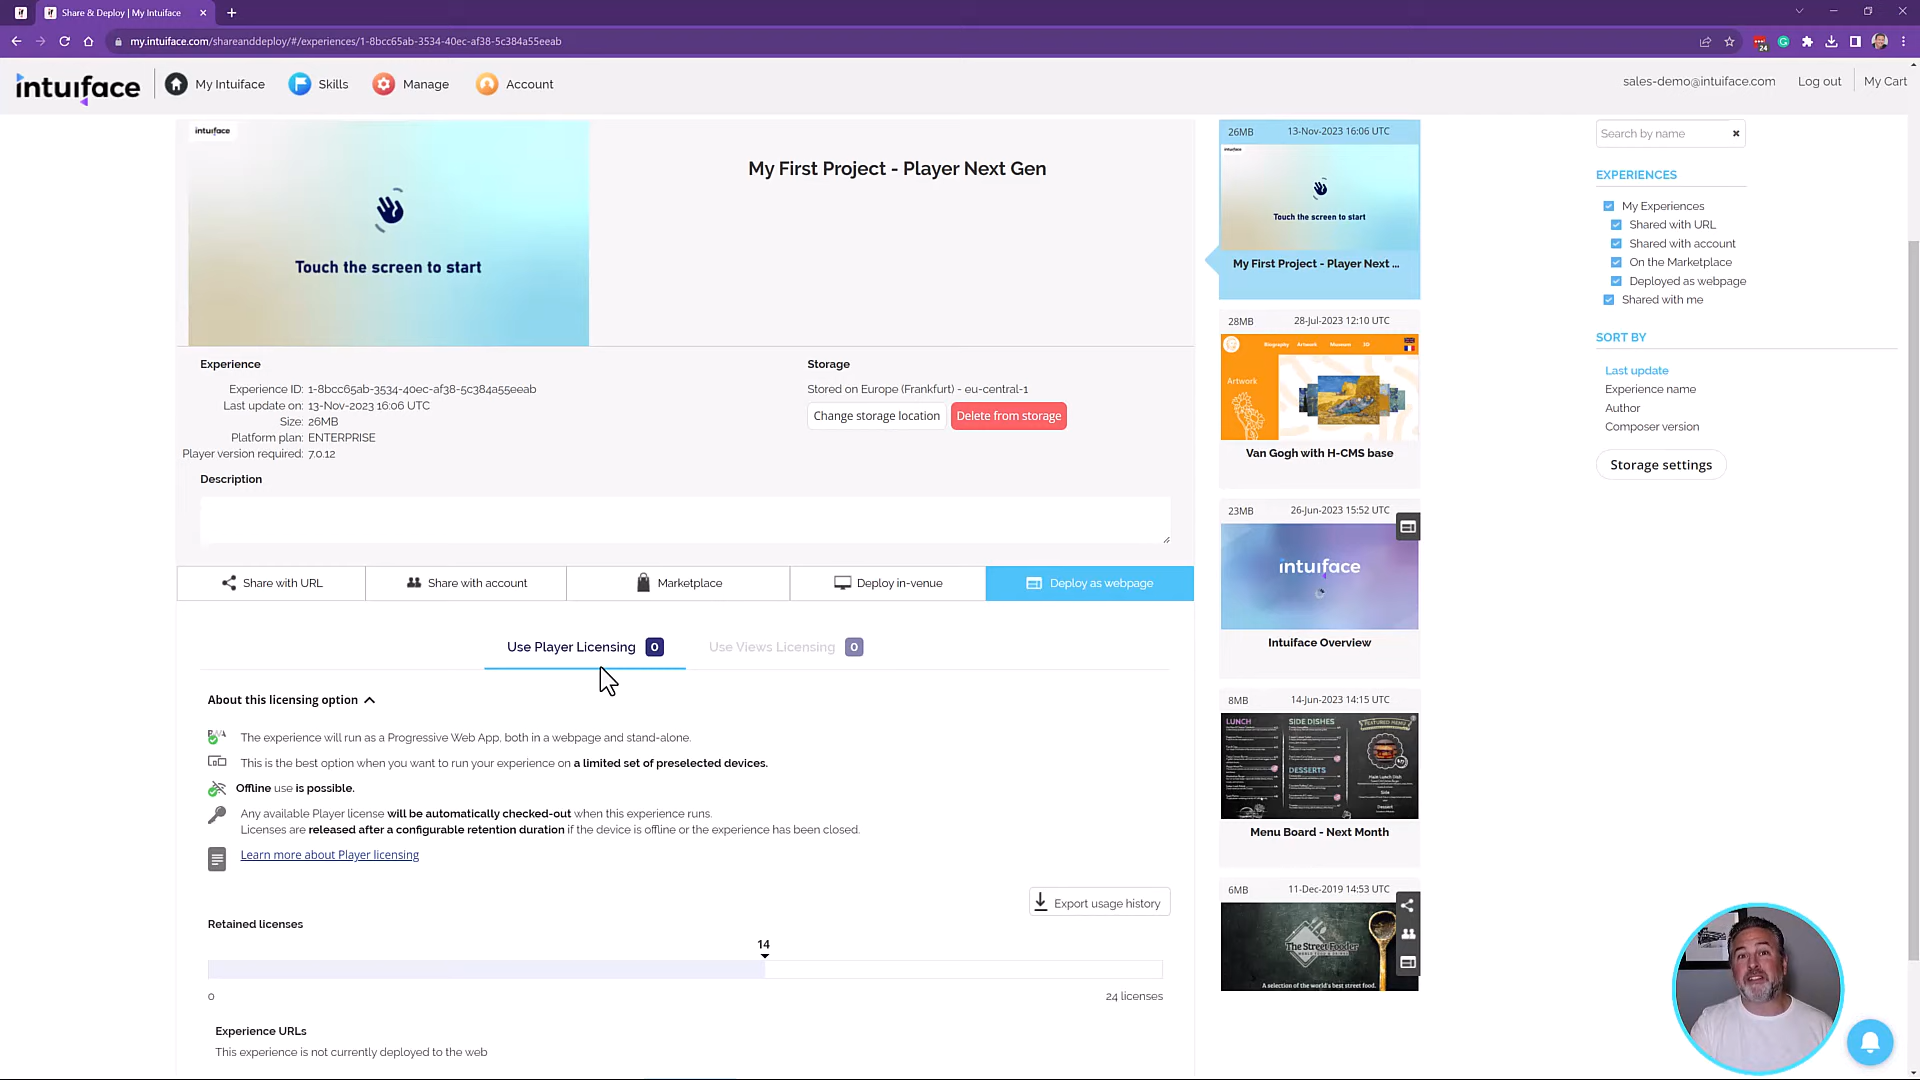 Share & Deploy | My Intuiface
my.intuiface.com/shareanddeploy/#/experiences/1-8bcc65ab-3534-40ec-af38-5c384a55eeab
24
intuıface
My Intuiface
Skills
Manage
Account
sales-demo@intuiface.com
Log out
My Cart
intuıface
Touch the screen to start
My First Project - Player Next Gen
Experience
Experience ID: 1-8bcc65ab-3534-40ec-af38-5c384a55eeab
Last update on: 13-Nov-2023 16:06 UTC
Size: 26MB
Platform plan: ENTERPRISE
Player version required: 7.0.12
Storage
Stored on Europe (Frankfurt) - eu-central-1
Change storage location
Delete from storage
Description
Share with URL
Share with account
Marketplace
Deploy in-venue
Deploy as webpage
Use Player Licensing 0
Use Views Licensing 0
About this licensing option
The experience will run as a Progressive Web App, both in a webpage and stand-alone.
This is the best option when you want to run your experience on a limited set of preselected devices.
Offline use is possible.
Any available Player license will be automatically checked-out when this experience runs.
Licenses are released after a configurable retention duration if the device is offline or the experience has been closed.
Learn more about Player licensing
Export usage history
Retained licenses
14
0
24 licenses
Experience URLs
This experience is not currently deployed to the web
26MB 13-Nov-2023 16:06 UTC
intuıface
Touch the screen to start
My First Project - Player Next ...
28MB 28-Jul-2023 12:10 UTC
Biography Artwork Museum 3D
Artwork
Van Gogh with H-CMS base
23MB 26-Jun-2023 15:52 UTC
intuıface
Intuiface Overview
8MB 14-Jun-2023 14:15 UTC
LUNCH
SIDE DISHES
FEATURED MENU
DESSERTS
Menu Board - Next Month
6MB 11-Dec-2019 14:53 UTC
The Street Fooder
A selection of the world's best street food.
Search by name
EXPERIENCES
My Experiences
Shared with URL
Shared with account
On the Marketplace
Deployed as webpage
Shared with me
SORT BY
Last update
Experience name
Author
Composer version
Storage settings